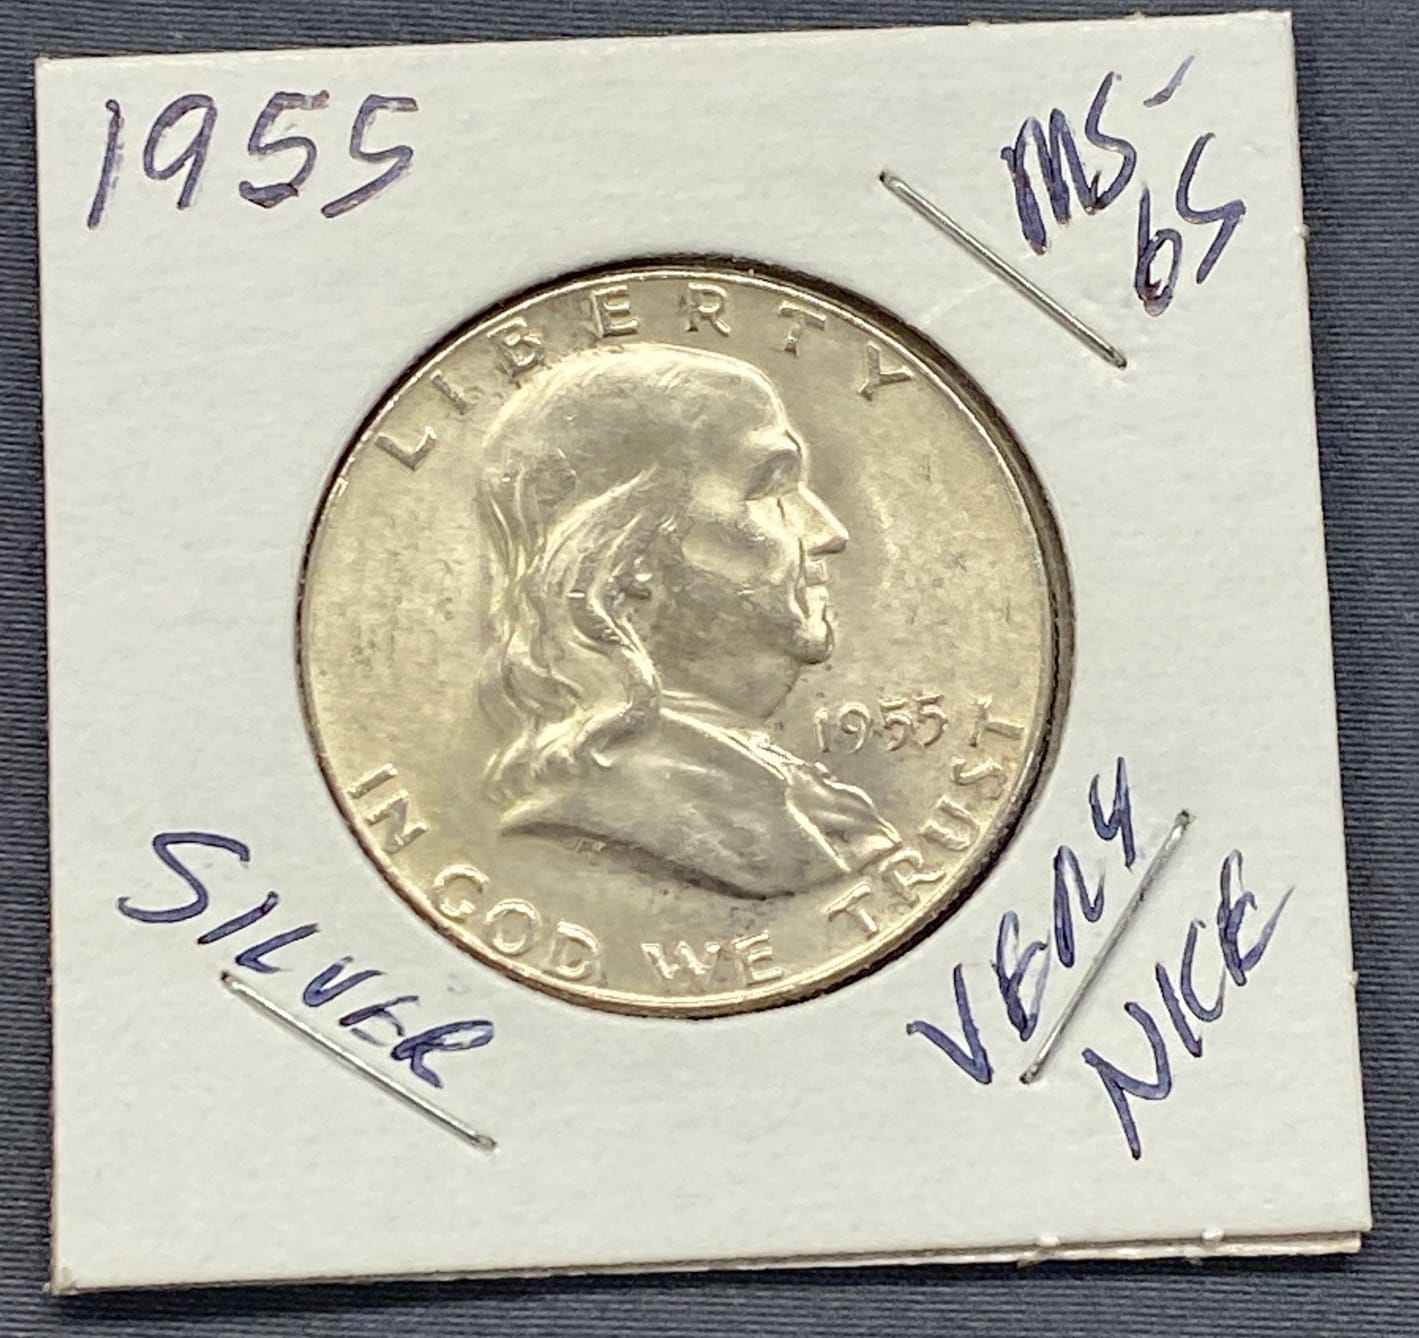 1955
MS-
65
LIBERTY
1955
IN GOD WE TRUST
SILVER
VERY
NICE